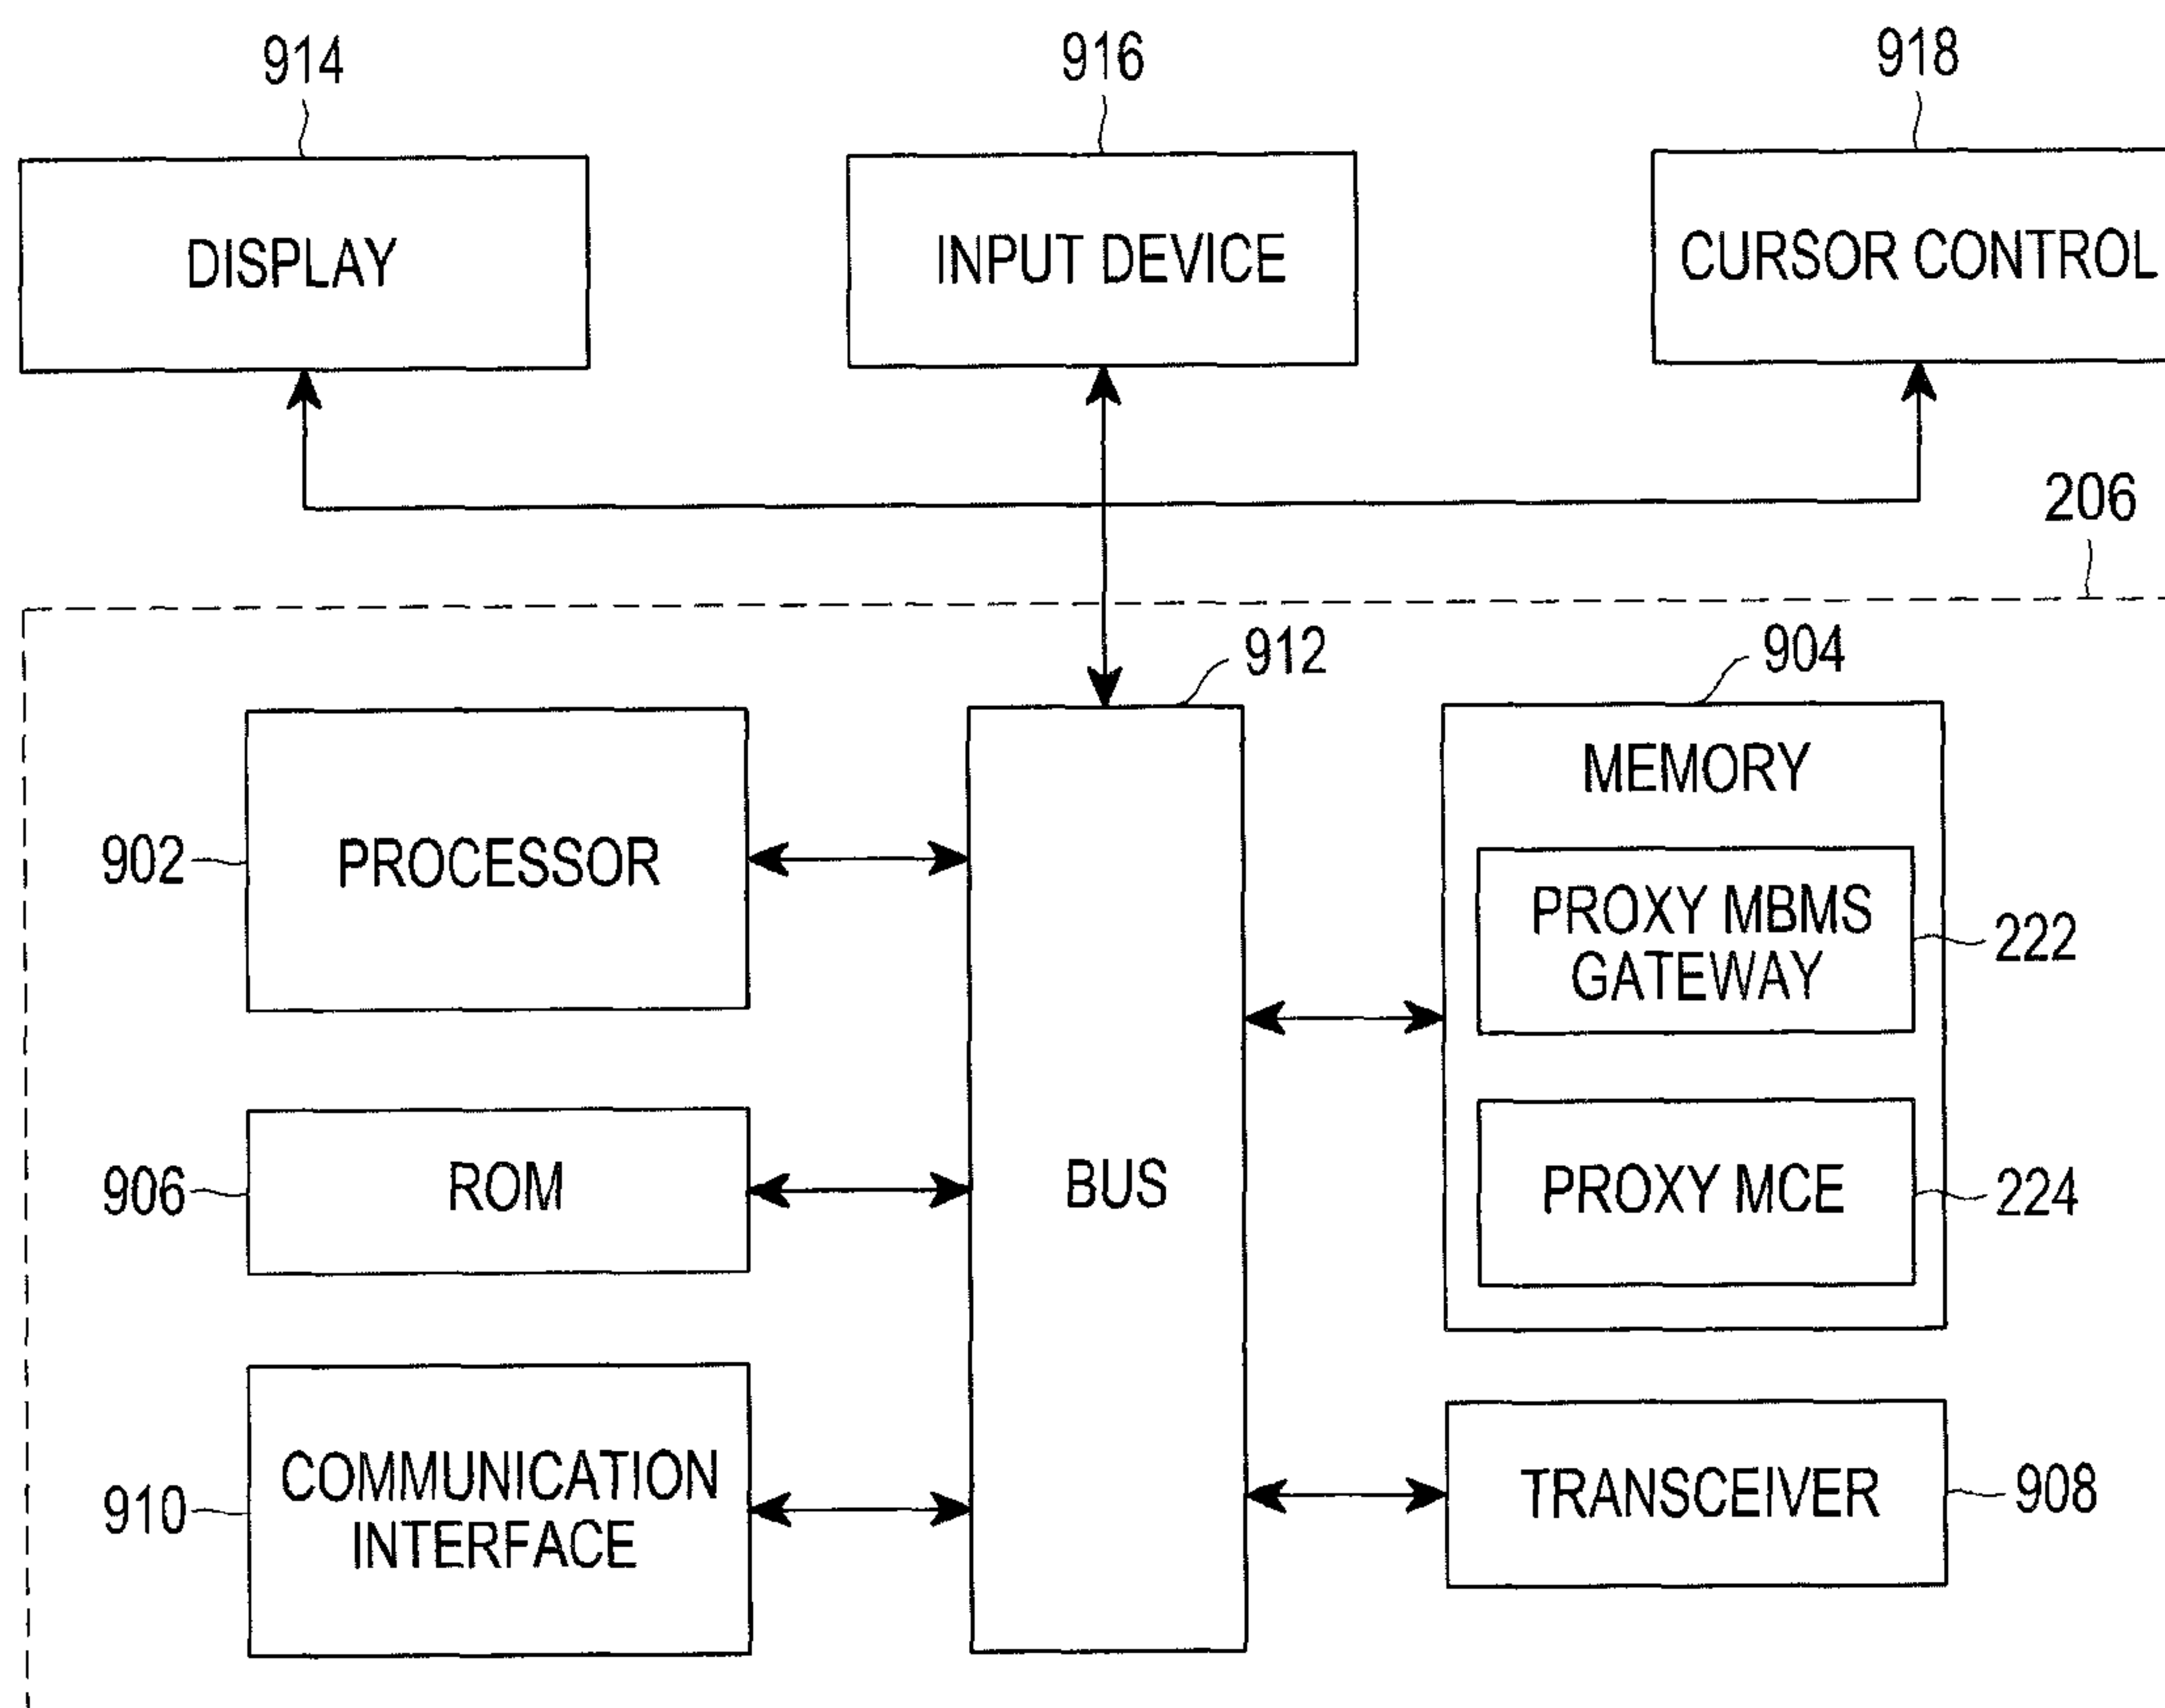 914
916
918
DISPLAY
INPUT DEVICE
CURSOR CONTROL
206
912
904
MEMORY
902
PROCESSOR
PROXY MBMS
GATEWAY
222
906
ROM
BUS
PROXY MCE
224
910
COMMUNICATION
INTERFACE
TRANSCEIVER
908